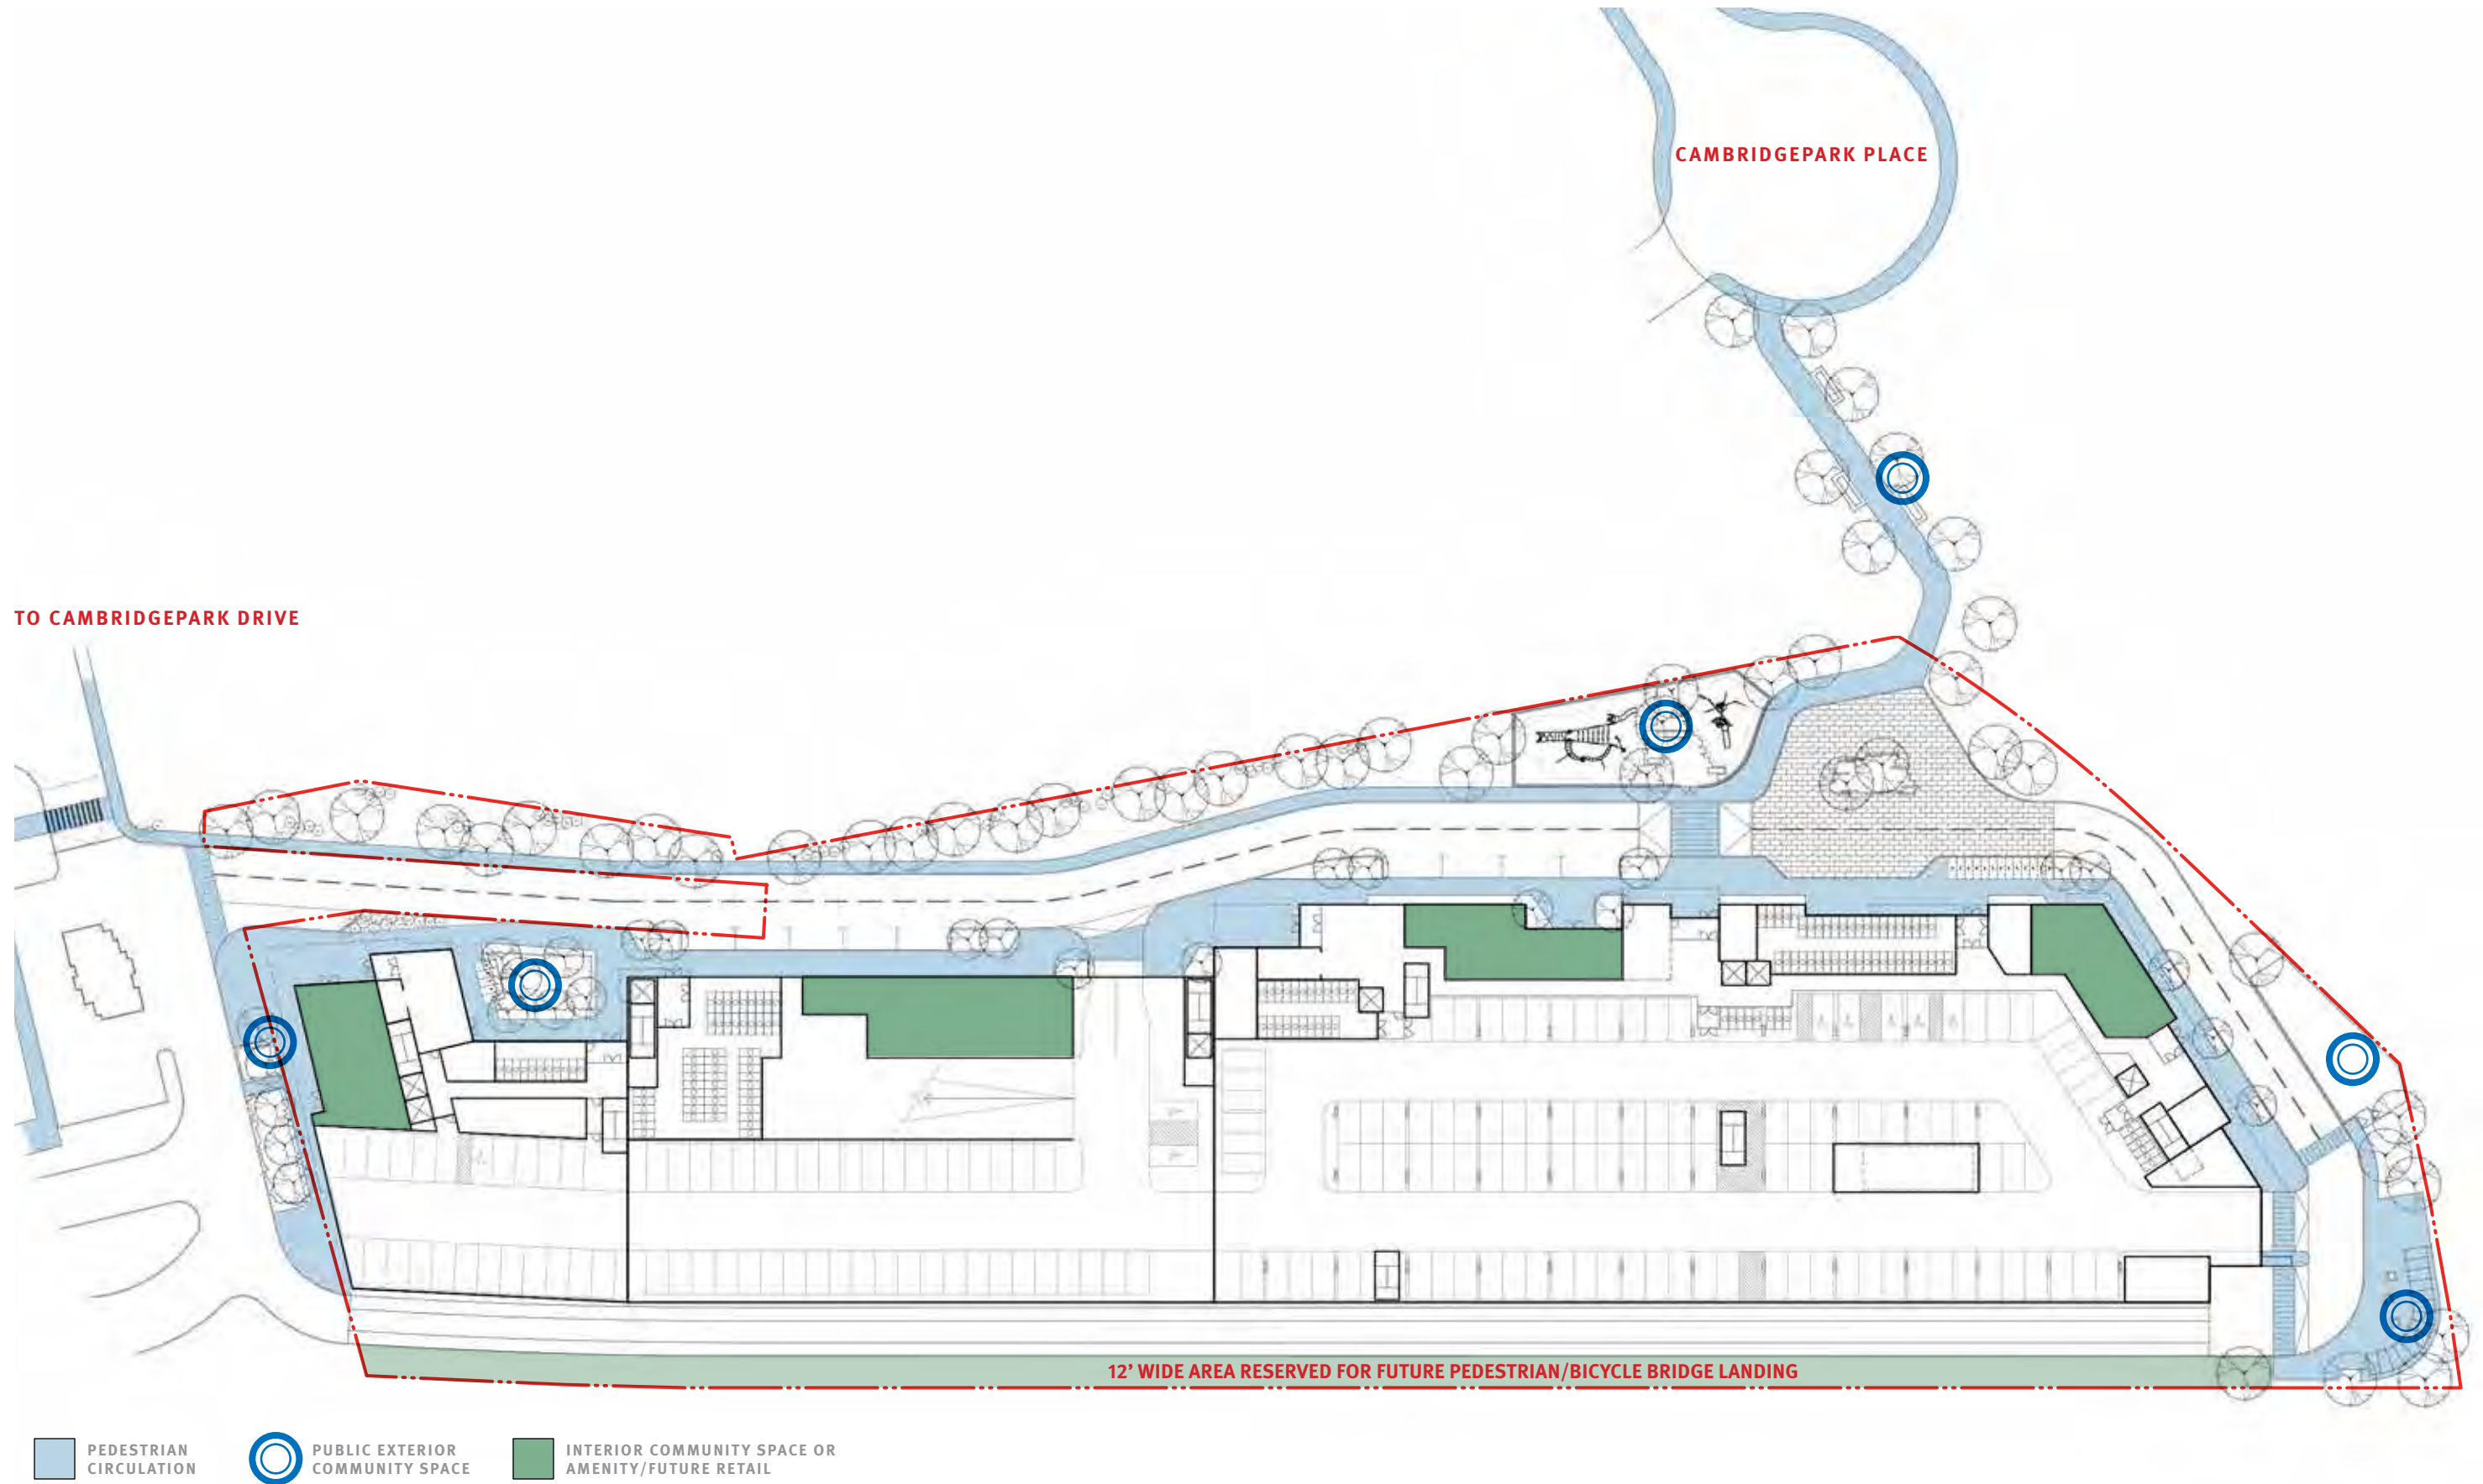 CAMBRIDGEPARK PLACE
TO CAMBRIDGEPARK DRIVE
12’ WIDE AREA RESERVED FOR FUTURE PEDESTRIAN/BICYCLE BRIDGE LANDING
PEDESTRIAN
CIRCULATION
PUBLIC EXTERIOR
COMMUNITY SPACE
INTERIOR COMMUNITY SPACE OR
AMENITY/FUTURE RETAIL